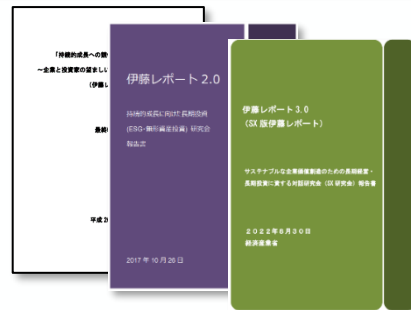 「持続的成長への競
～企業と投資家の望ましい
（伊藤レ
最終
平成2
伊藤レポート 2.0
持続的成長に向けた長期投資
(ESG・無形資産投資) 研究会
報告書
2017 年 10 月 26 日
伊藤レポート 3.0
（SX 版伊藤レポート）
サステナブルな企業価値創造のための長期経営・
長期投資に資する対話研究会（SX 研究会）報告書
２０２２年８月３０日
経済産業省